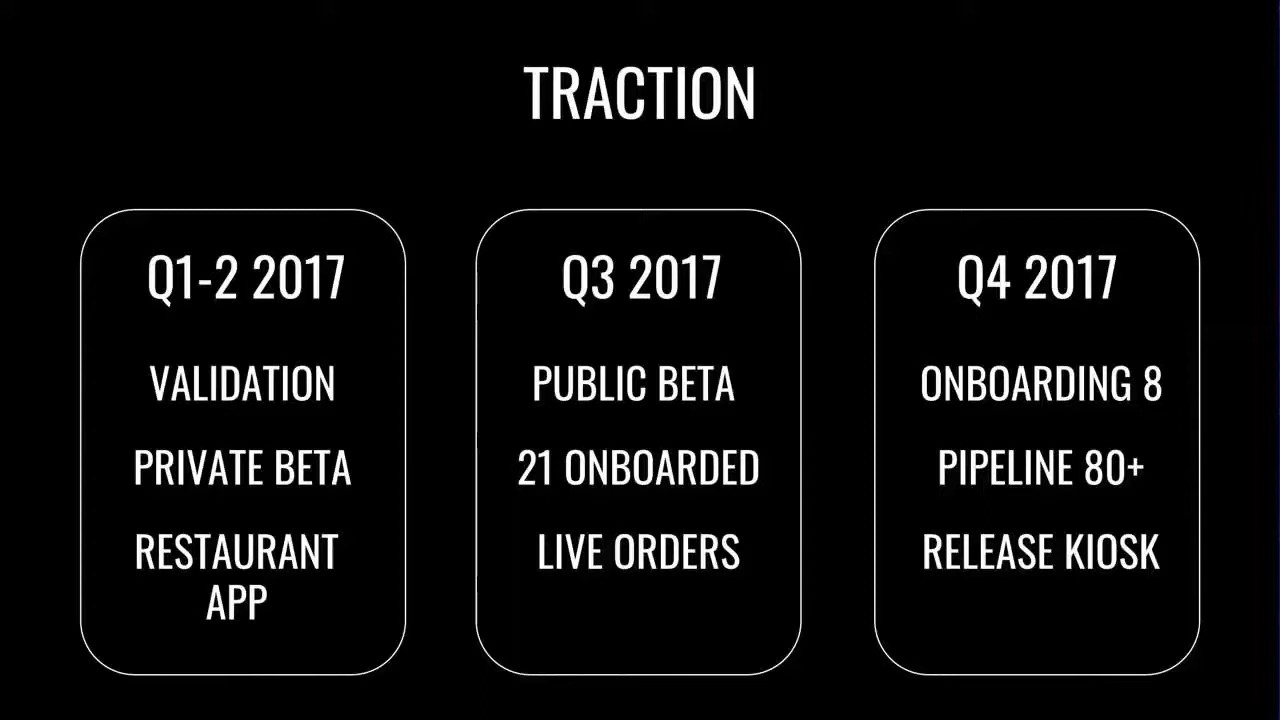 TRACTION
Q1-2 2017
VALIDATION
PRIVATE BETA
RESTAURANT
APP
Q3 2017
PUBLIC BETA
21 ONBOARDED
LIVE ORDERS
Q4 2017
ONBOARDING 8
PIPELINE 80+
RELEASE KIOSK